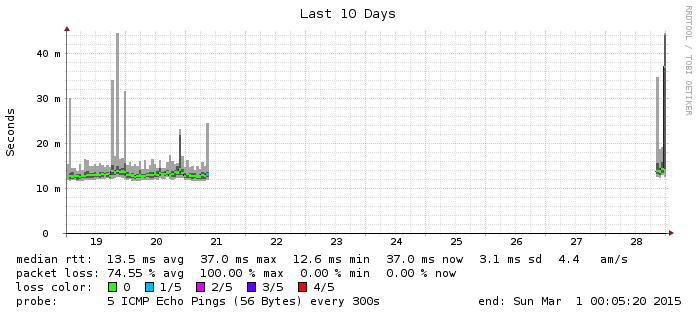 Last 10 Days
RRDTOOL / TOBI OETIKER
Seconds
40 m
30 m
20 m
10 m
0
19 20 21 22 23 24 25 26 27 28
median rtt: 13.5 ms avg 37.0 ms max 12.6 ms min 37.0 ms now 3.1 ms sd 4.4 am/s
packet loss: 74.55 % avg 100.00 % max 0.00 % min 0.00 % now
loss color: 0 1/5 2/5 3/5 4/5
probe: 5 ICMP Echo Pings (56 Bytes) every 300s end: Sun Mar 1 00:05:20 2015